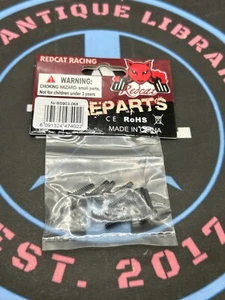 ANTIQUE LIBRARY
REDCAT RACING
WARNING:
CHOKING HAZARD- small parts.
Not for children under 3 years
Redcat
REPARTS
CE RoHS
MADE IN CHINA
EST. 2017